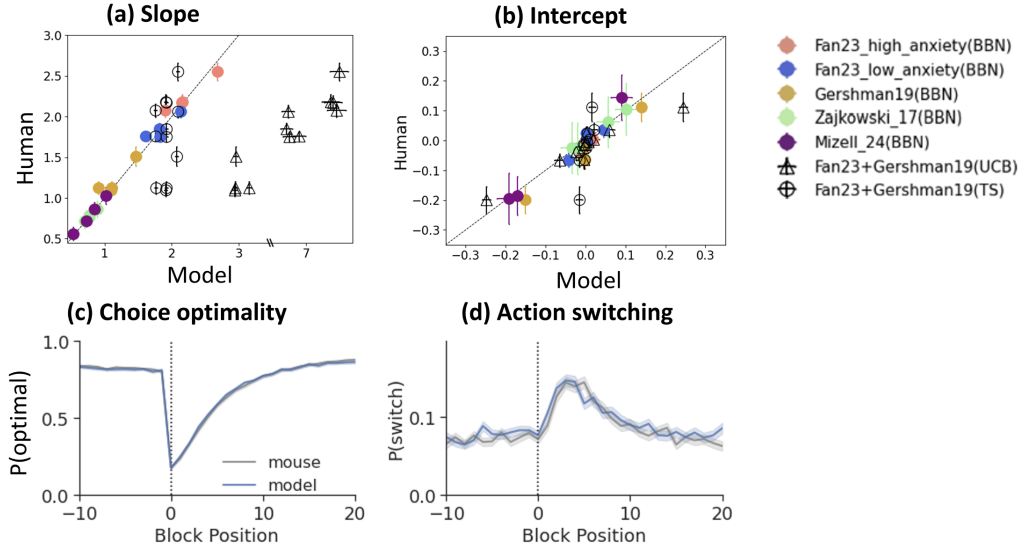 (a) Slope
3.0
2.5
2.0
1.5
1.0
0.5
Human
1
2
3
7
Model
(b) Intercept
0.3
0.2
0.1
0.0
−0.1
−0.2
−0.3
Human
−0.3
−0.2
−0.1
0.0
0.1
0.2
0.3
Model
Fan23_high_anxiety(BBN)
Fan23_low_anxiety(BBN)
Gershman19(BBN)
Zajkowski_17(BBN)
Mizell_24(BBN)
Fan23+Gershman19(UCB)
Fan23+Gershman19(TS)
(c) Choice optimality
1.0
0.5
0.0
P(optimal)
mouse
model
−10
0
10
20
Block Position
(d) Action switching
0.1
0.0
P(switch)
−10
0
10
20
Block Position